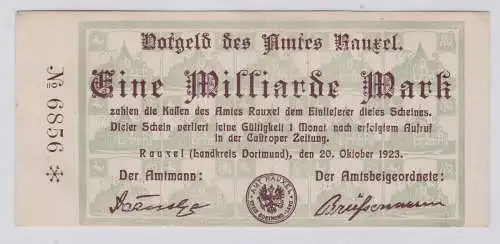 Notgeld des Amtes Rauxel.
Eine Milliarde Mark
zahlen die Kassen des Amtes Rauxel dem Einlieferer dieses Scheines.
Dieser Schein verliert seine Gültigkeit 1 Monat nach erfolgtem Aufruf
in der Castroper Zeitung.
Rauxel (Landkreis Dortmund), den 20. Oktober 1923.
Der Amtmann:
Der Amtsbeigeordnete:
AMT RAUXEL
№ 6856 *